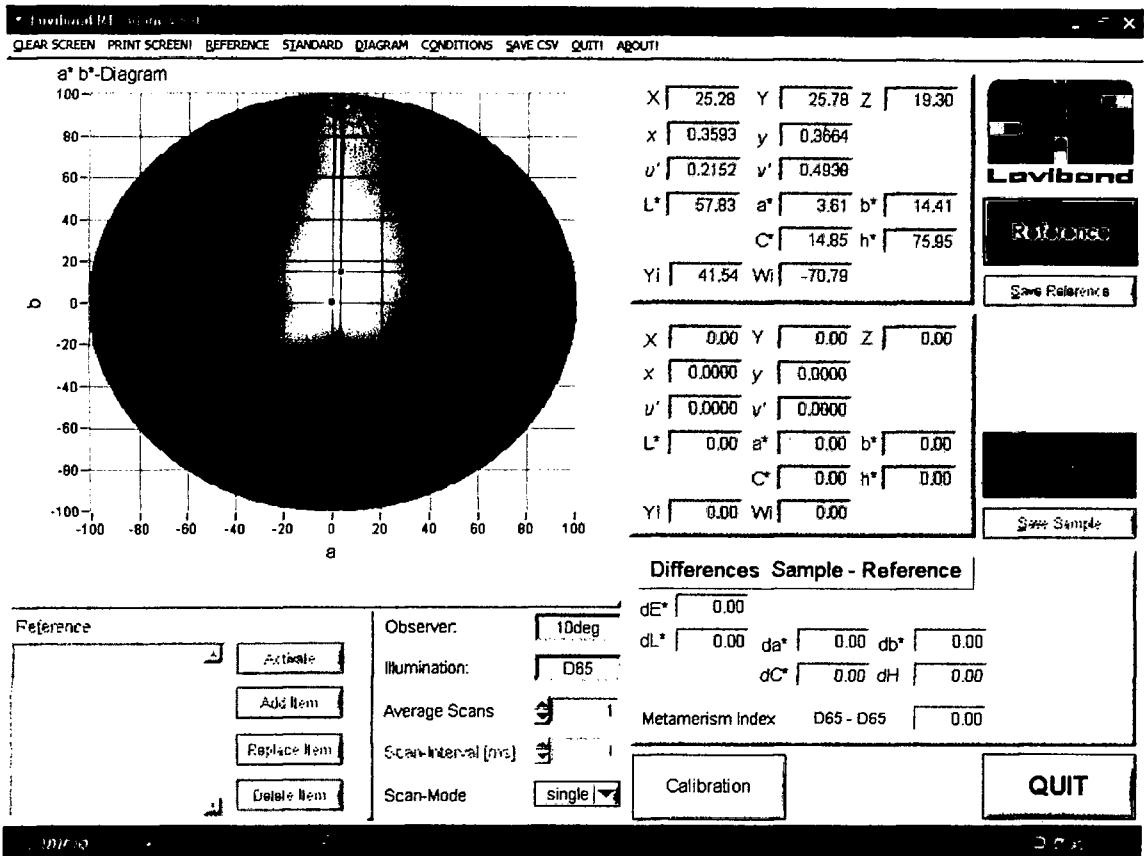 CLEAR SCREEN PRINT SCREEN! REFERENCE STANDARD DIAGRAM CONDITIONS SAVE CSV QUIT! ABOUT!
a* b*-Diagram
100
80
60
40
20
0
-20
-40
-60
-80
-100
b
-100 -80 -60 -40 -20 0 20 40 60 80 100
a
X 25.28 Y 25.78 Z 19.30
x 0.3593 y 0.3664
u' 0.2152 v' 0.4939
L* 57.83 a* 3.61 b* 14.41
C* 14.85 h* 75.95
Yi 41.54 Wi -70.79
Lovibond
Reference
Save Reference
X 0.00 Y 0.00 Z 0.00
x 0.0000 y 0.0000
u' 0.0000 v' 0.0000
L* 0.00 a* 0.00 b* 0.00
C* 0.00 h* 0.00
Yi 0.00 Wi 0.00
Save Sample
Differences Sample - Reference
dE* 0.00
dL* 0.00 da* 0.00 db* 0.00
dC* 0.00 dH 0.00
Metamerism Index D65 - D65 0.00
Reference
Activate
Add Item
Replace Item
Delete Item
Observer: 10deg
Illumination: D65
Average Scans 1
Scan-Interval [ms] 1
Scan-Mode single
Calibration
QUIT